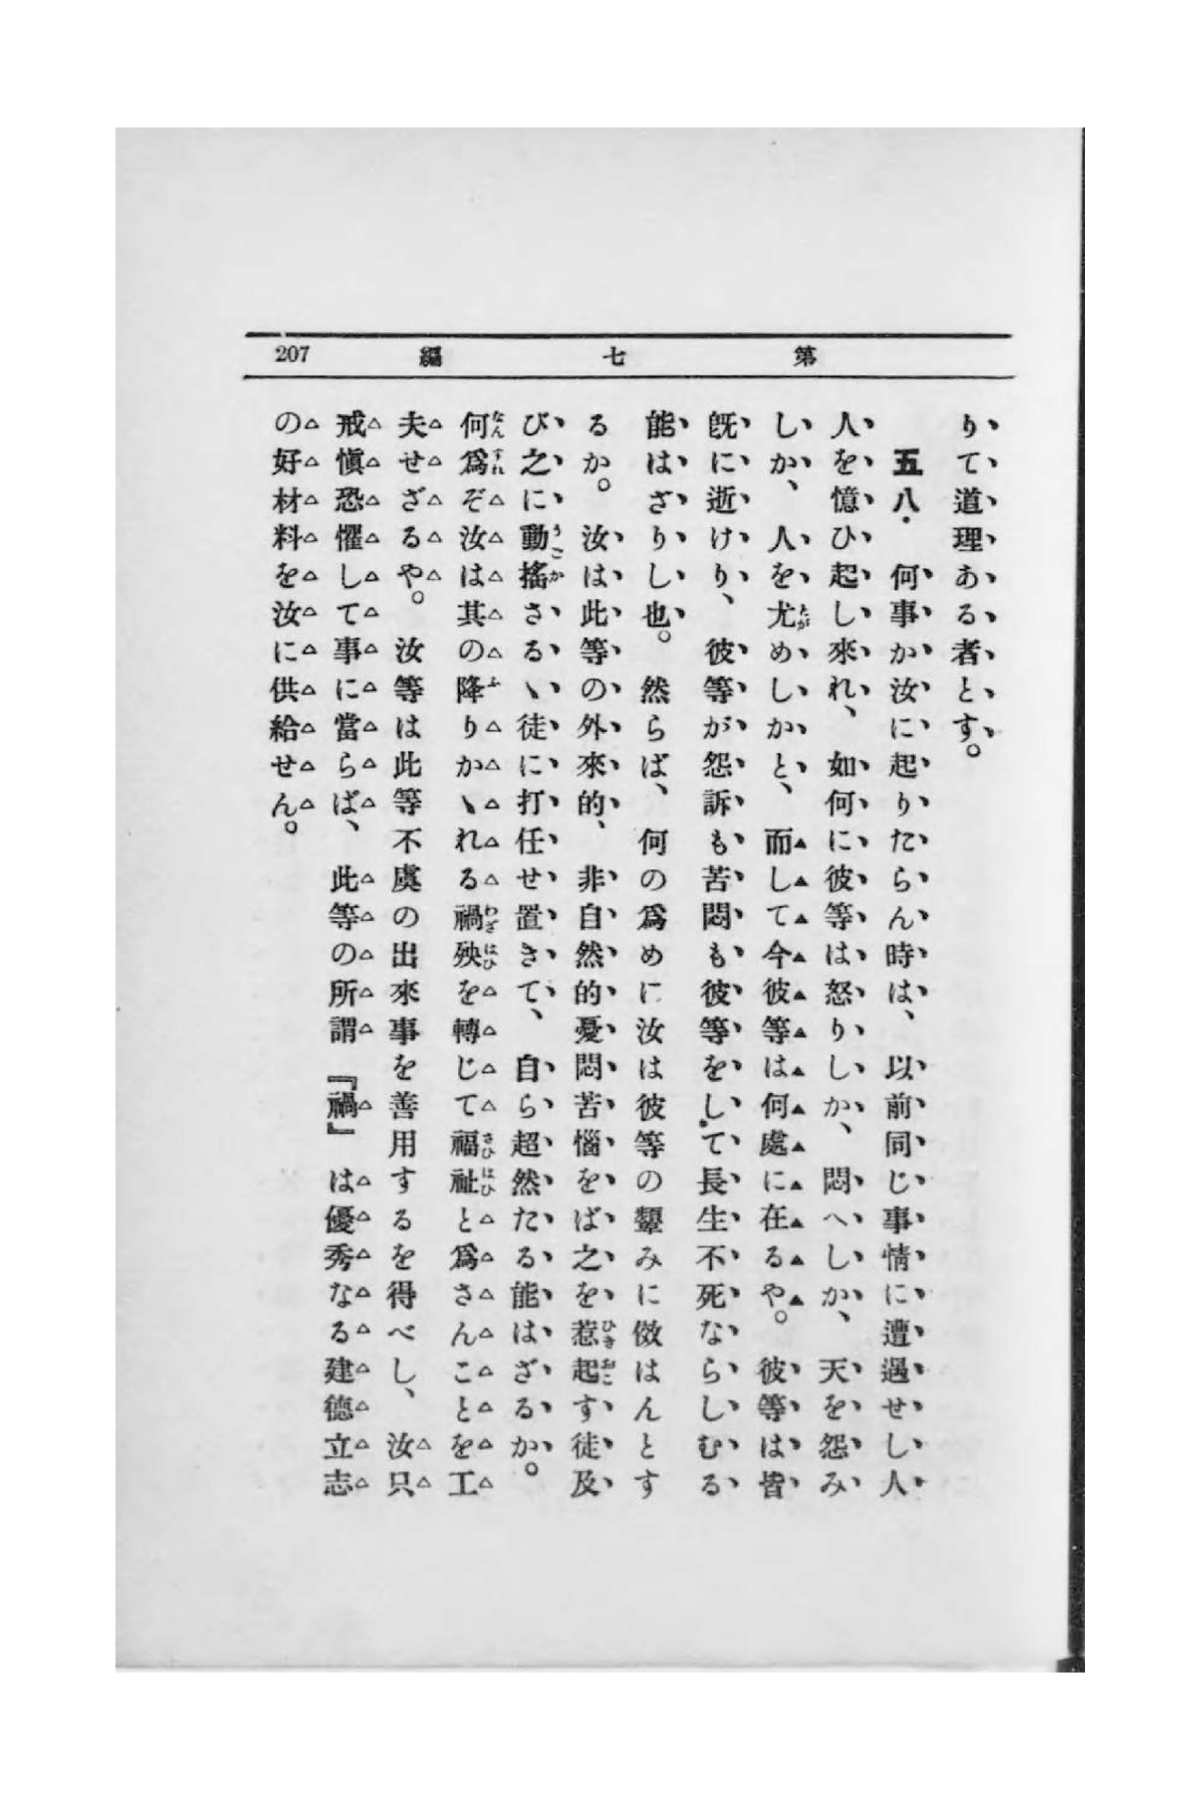 第七編 207
りて道理ある者とす。
五八. 何事か汝に起りたらん時は、以前同じ事情に遭遇せし人
人を憶ひ起し來れ、如何に彼等は怒りしか、悶へしか、天を怨み
しか、人を尤めしかと、而して今彼等は何處に在るや。彼等は皆
既に逝けり、彼等が怨訴も苦悶も彼等をして長生不死ならしむる
能はざりし也。然らば、何の爲めに汝は彼等の顰みに傚はんとす
るか。汝は此等の外來的、非自然的憂悶苦惱をば之を惹起す徒及
び之に動搖さるゝ徒に打任せ置きて、自ら超然たる能はざるか。
何爲ぞ汝は其の降りかゝれる禍殃を轉じて福祉と爲さんことを工
夫せざるや。汝等は此等不虞の出來事を善用するを得べし、汝只
戒愼恐懼して事に當らば、此等の所謂『禍』は優秀なる建德立志
の好材料を汝に供給せん。